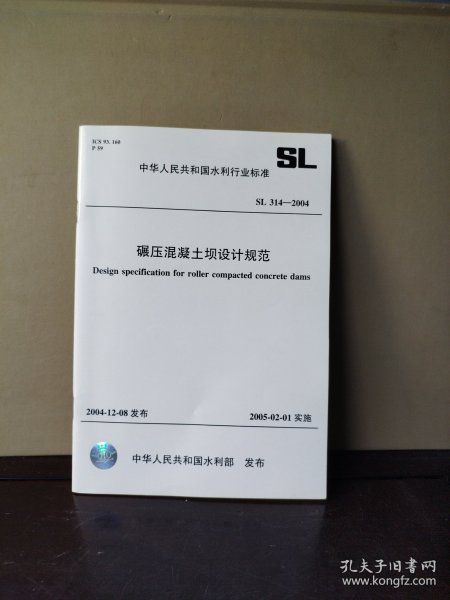 ICS 93.160
P 59
SL
中华人民共和国水利行业标准
SL 314—2004
碾压混凝土坝设计规范
Design specification for roller compacted concrete dams
2004-12-08 发布
2005-02-01 实施
中华人民共和国水利部 发布
孔夫子旧书网
www.kongfz.com